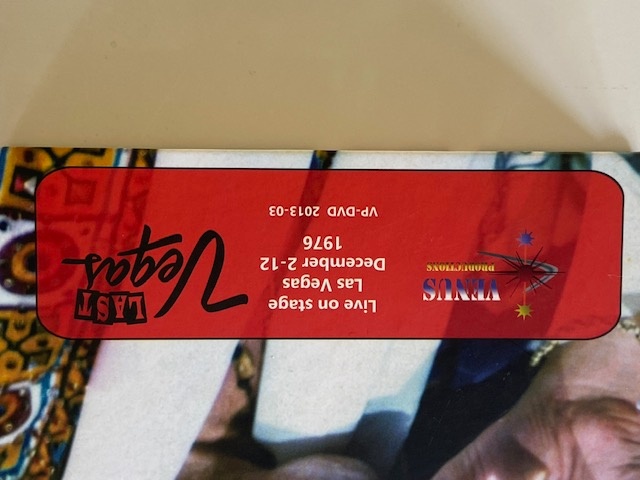 VENUS
PRODUCTIONS
Live on stage
Las Vegas
December 2-12
1976
VP-DVD 2013-03
LAST
Vegas